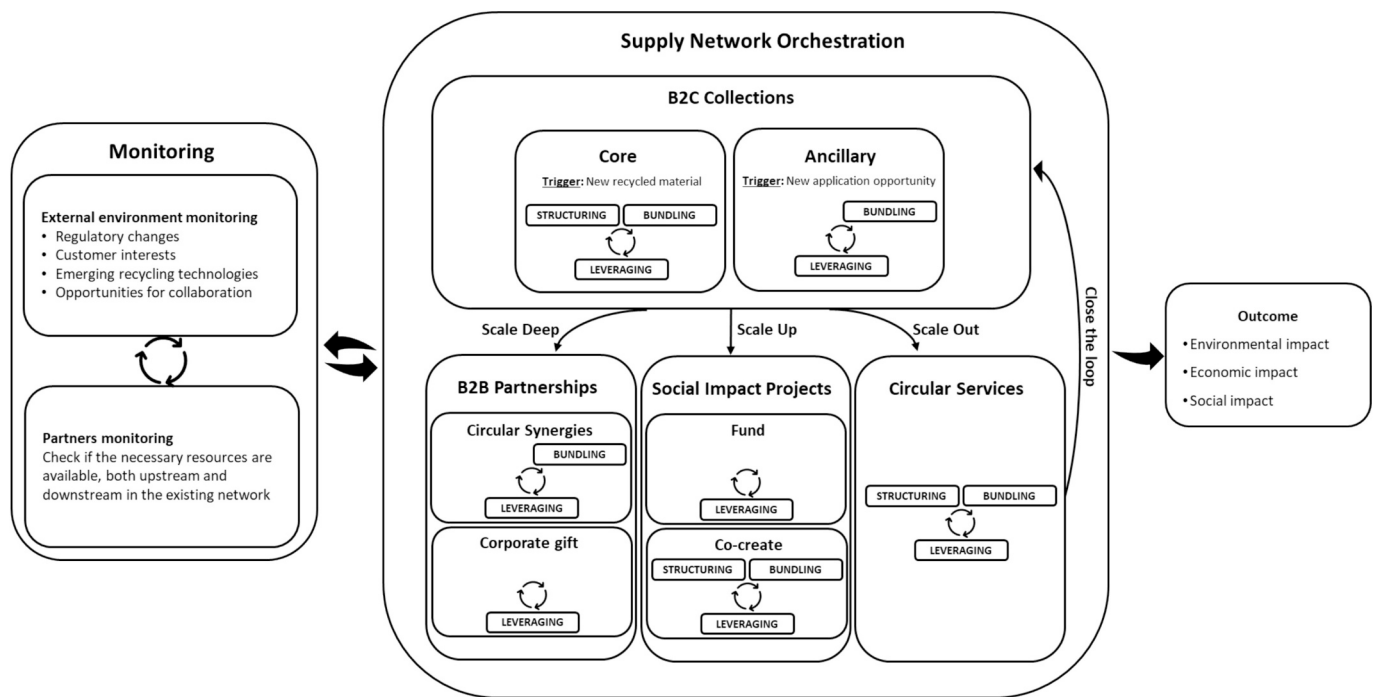 Supply Network Orchestration
Monitoring
External environment monitoring
• Regulatory changes
• Customer interests
• Emerging recycling technologies
• Opportunities for collaboration
Partners monitoring
Check if the necessary resources are
available, both upstream and
downstream in the existing network
B2C Collections
Core
Trigger: New recycled material
STRUCTURING
BUNDLING
LEVERAGING
Ancillary
Trigger: New application opportunity
BUNDLING
LEVERAGING
Scale Deep
Scale Up
Scale Out
Close the loop
B2B Partnerships
Circular Synergies
BUNDLING
LEVERAGING
Corporate gift
LEVERAGING
Social Impact Projects
Fund
LEVERAGING
Co-create
STRUCTURING
BUNDLING
LEVERAGING
Circular Services
STRUCTURING
BUNDLING
LEVERAGING
Outcome
• Environmental impact
• Economic impact
• Social impact